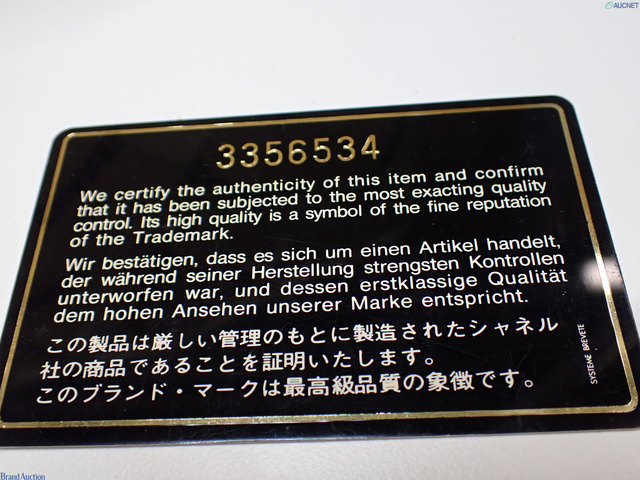 AUCNET
3356534
We certify the authenticity of this item and confirm
that it has been subjected to the most exacting quality
control. Its high quality is a symbol of the fine reputation
of the Trademark.
Wir bestätigen, dass es sich um einen Artikel handelt,
der während seiner Herstellung strengsten Kontrollen
unterworfen war, und dessen erstklassige Qualität
dem hohen Ansehen unserer Marke entspricht.
この製品は厳しい管理のもとに製造されたシャネル
社の商品であることを証明いたします。
このブランド・マークは最高級品質の象徴です。
SYSTEME BREVETE
Brand Auction